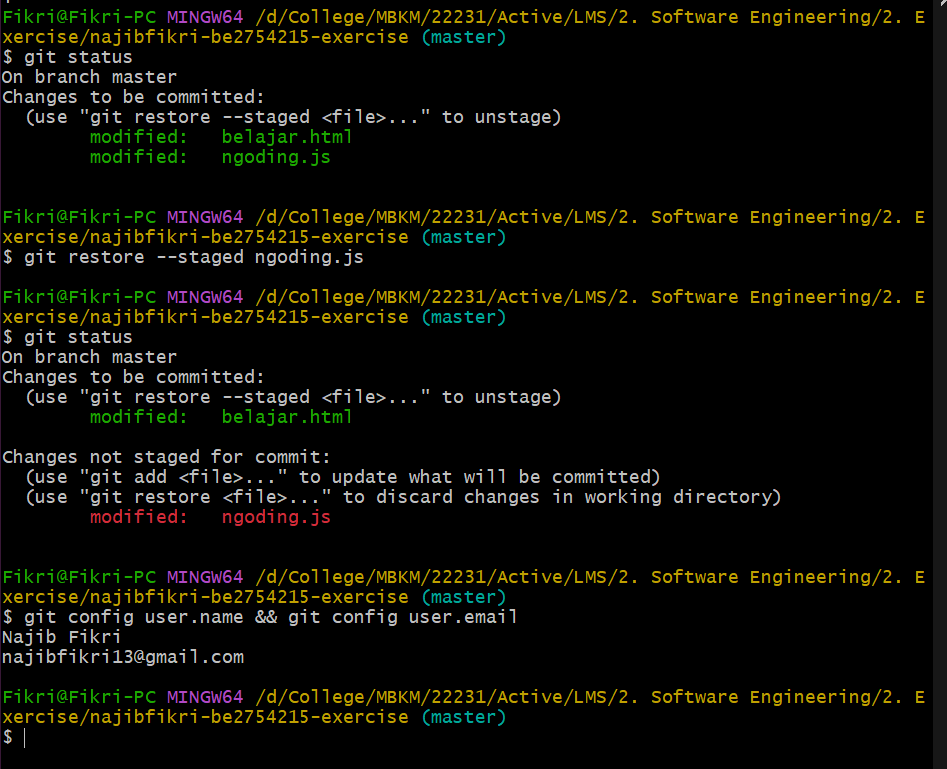 Fikri@Fikri-PC MINGW64 /d/College/MBKM/22231/Active/LMS/2. Software Engineering/2. E
xercise/najibfikri-be2754215-exercise (master)
$ git status
On branch master
Changes to be committed:
  (use "git restore --staged <file>..." to unstage)
        modified:   belajar.html
        modified:   ngoding.js
Fikri@Fikri-PC MINGW64 /d/College/MBKM/22231/Active/LMS/2. Software Engineering/2. E
xercise/najibfikri-be2754215-exercise (master)
$ git restore --staged ngoding.js
Fikri@Fikri-PC MINGW64 /d/College/MBKM/22231/Active/LMS/2. Software Engineering/2. E
xercise/najibfikri-be2754215-exercise (master)
$ git status
On branch master
Changes to be committed:
  (use "git restore --staged <file>..." to unstage)
        modified:   belajar.html
Changes not staged for commit:
  (use "git add <file>..." to update what will be committed)
  (use "git restore <file>..." to discard changes in working directory)
        modified:   ngoding.js
Fikri@Fikri-PC MINGW64 /d/College/MBKM/22231/Active/LMS/2. Software Engineering/2. E
xercise/najibfikri-be2754215-exercise (master)
$ git config user.name && git config user.email
Najib Fikri
najibfikri13@gmail.com
Fikri@Fikri-PC MINGW64 /d/College/MBKM/22231/Active/LMS/2. Software Engineering/2. E
xercise/najibfikri-be2754215-exercise (master)
$